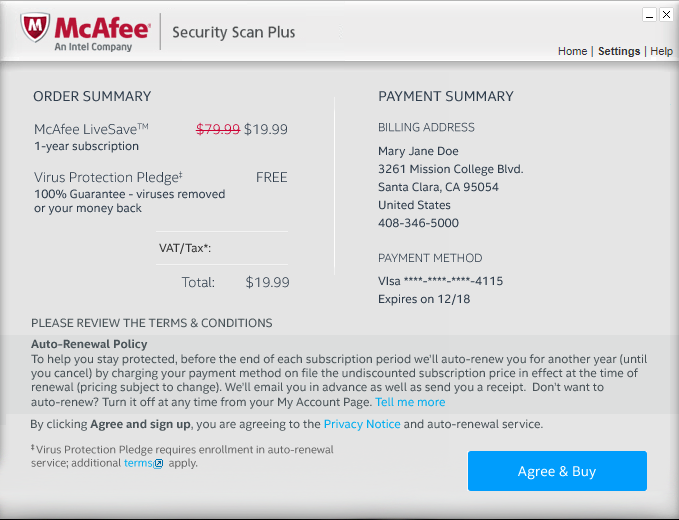 McAfee®
An Intel Company
Security Scan Plus
Home | Settings | Help
ORDER SUMMARY
McAfee LiveSave™ $79.99 $19.99
1-year subscription
Virus Protection Pledge‡ FREE
100% Guarantee - viruses removed
or your money back
VAT/Tax*:
Total: $19.99
PAYMENT SUMMARY
BILLING ADDRESS
Mary Jane Doe
3261 Mission College Blvd.
Santa Clara, CA 95054
United States
408-346-5000
PAYMENT METHOD
VIsa ****-****-****-4115
Expires on 12/18
PLEASE REVIEW THE TERMS & CONDITIONS
Auto-Renewal Policy
To help you stay protected, before the end of each subscription period we'll auto-renew you for another year (until
you cancel) by charging your payment method on file the undiscounted subscription price in effect at the time of
renewal (pricing subject to change). We'll email you in advance as well as send you a receipt. Don't want to
auto-renew? Turn it off at any time from your My Account Page. Tell me more
By clicking Agree and sign up, you are agreeing to the Privacy Notice and auto-renewal service.
‡Virus Protection Pledge requires enrollment in auto-renewal
service; additional terms apply.
Agree & Buy